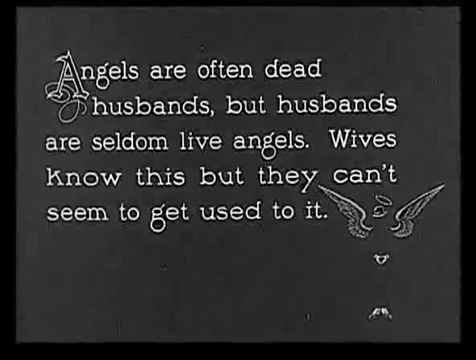 Angels are often dead
husbands, but husbands
are seldom live angels. Wives
know this but they can't
seem to get used to it.